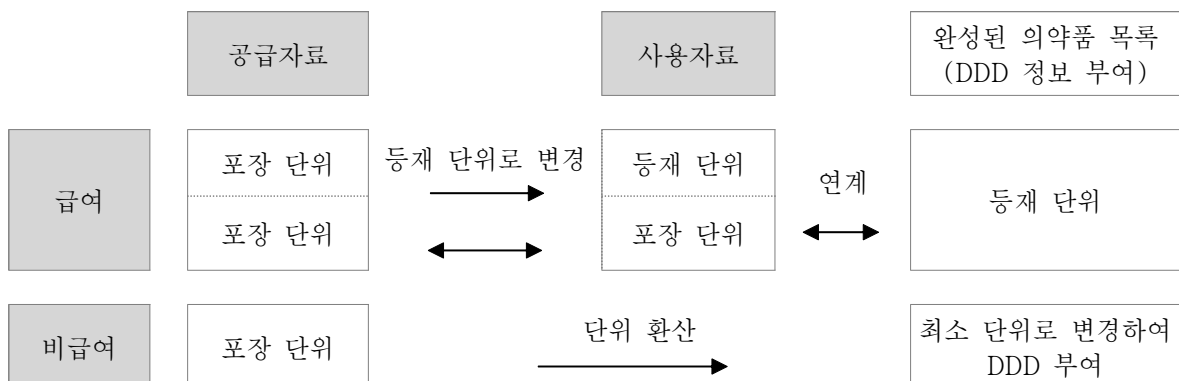 공급자료
사용자료
완성된 의약품 목록
(DDD 정보 부여)
급여
포장 단위
등재 단위로 변경
등재 단위
연계
등재 단위
포장 단위
포장 단위
비급여
포장 단위
단위 환산
최소 단위로 변경하여
DDD 부여